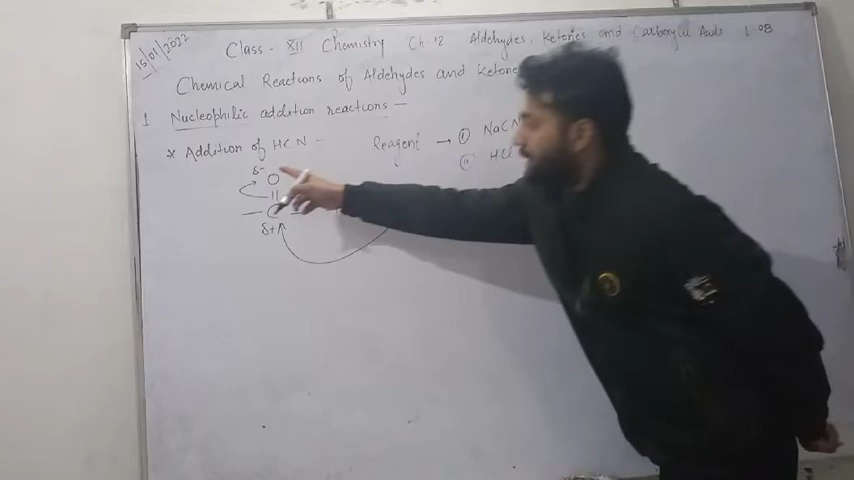 15/01/2022
Class - XII Chemistry Ch-12 Aldehydes, Ketones and Carboxylic Acids L-08
Chemical Reactions of Aldehydes and Ketone
1 Nucleophilic addition reactions -
* Addition of HCN - Reagent → (i) NaCN
(ii) HCl
δ-
O
||
- C -
δ+